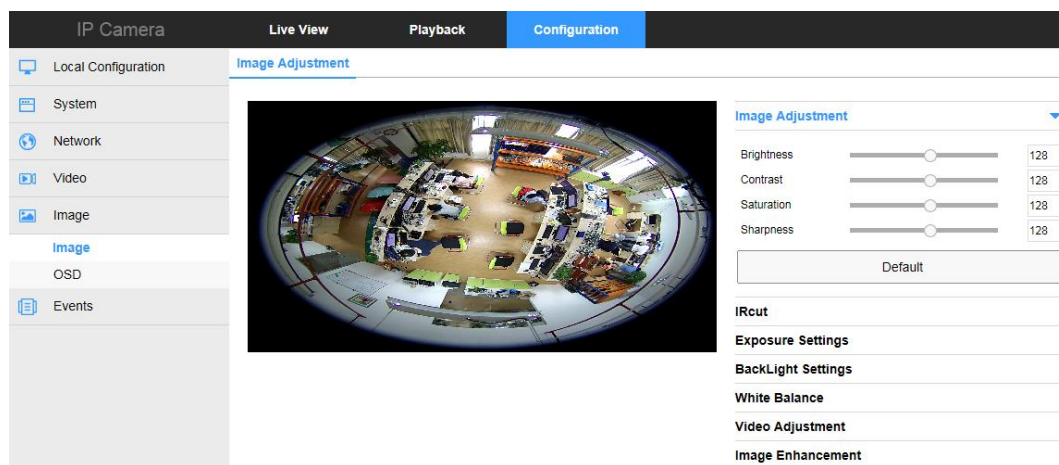 IP Camera
Live View
Playback
Configuration
Local Configuration
System
Network
Video
Image
Image
OSD
Events
Image Adjustment
Image Adjustment
Brightness 128
Contrast 128
Saturation 128
Sharpness 128
Default
IRcut
Exposure Settings
BackLight Settings
White Balance
Video Adjustment
Image Enhancement